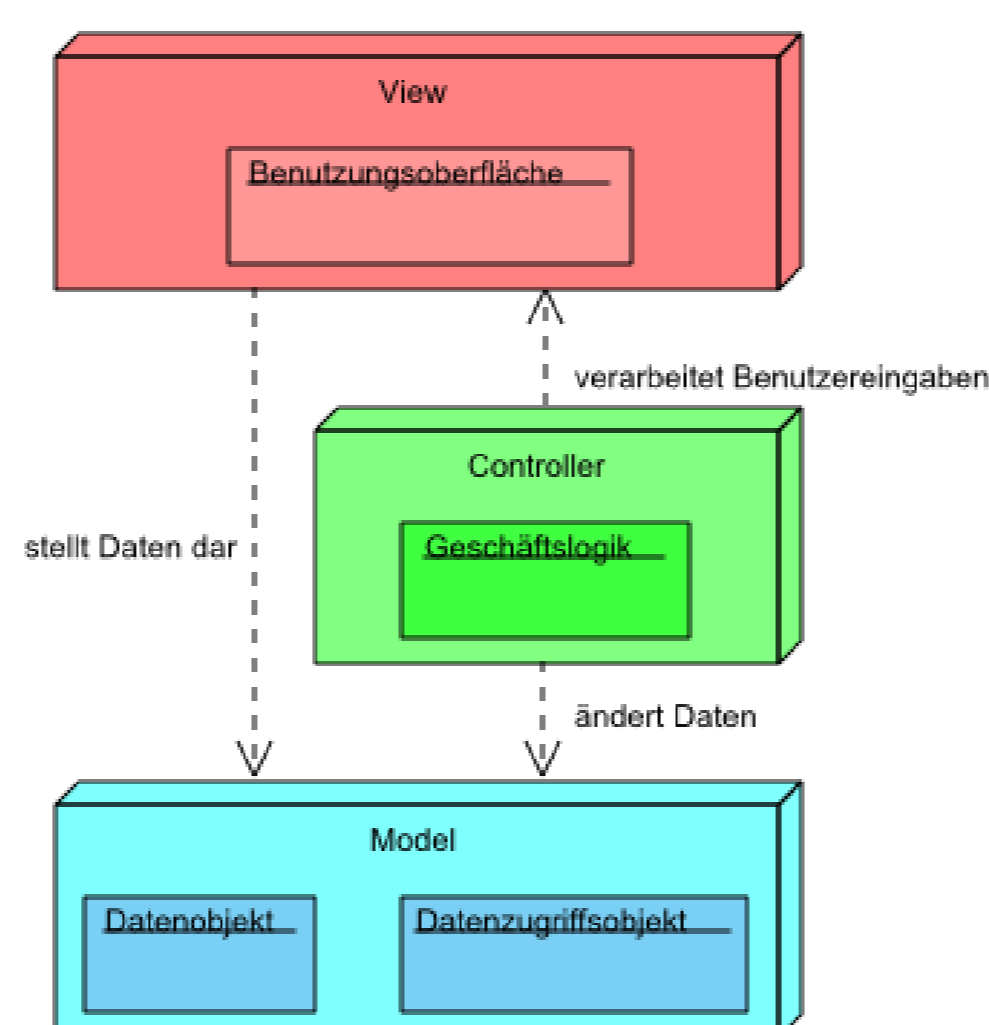 View
Benutzungsoberfläche
verarbeitet Benutzereingaben
Controller
stellt Daten dar
Geschäftslogik
ändert Daten
Model
Datenobjekt
Datenzugriffsobjekt